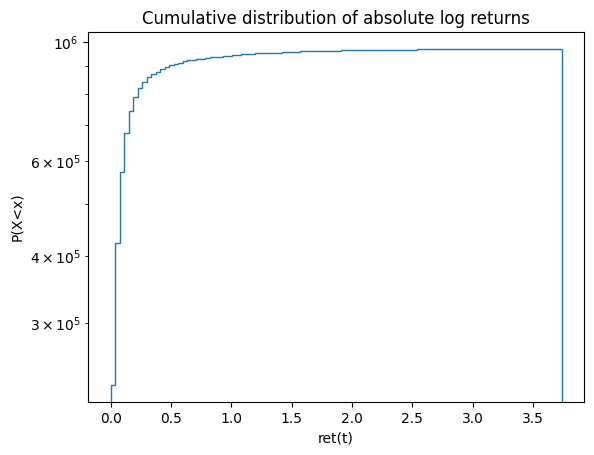 Cumulative distribution of absolute log returns
10⁶
6 × 10⁵
4 × 10⁵
3 × 10⁵
P(X<x)
0.0 0.5 1.0 1.5 2.0 2.5 3.0 3.5
ret(t)